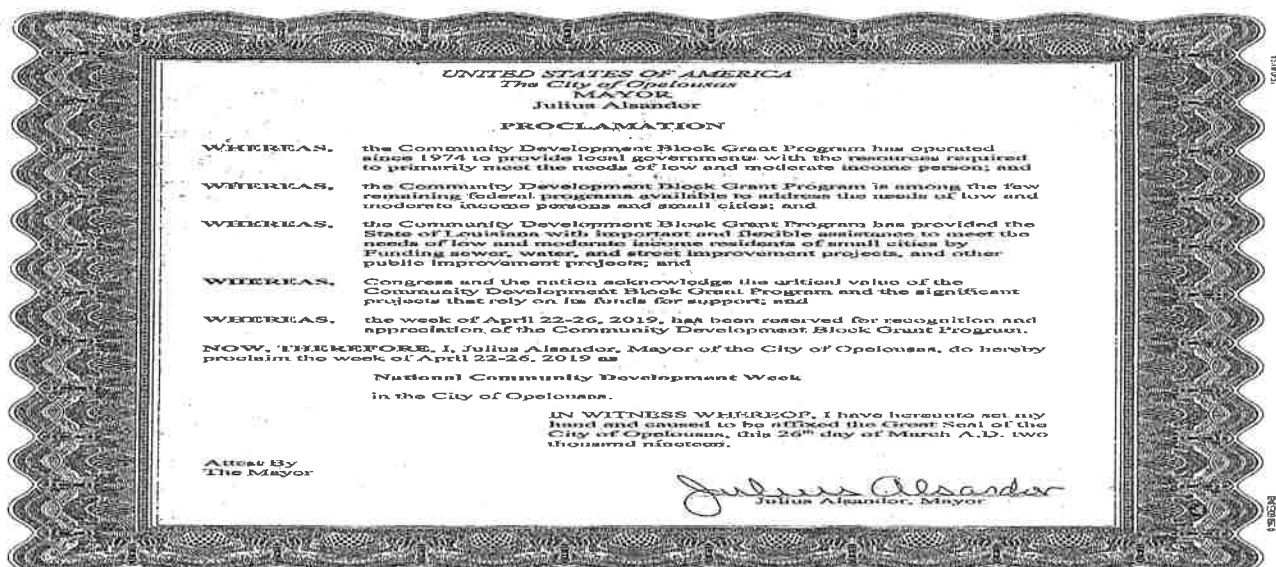 UNITED STATES OF AMERICA
The City of Opelousas
MAYOR
Julius Alsandor
PROCLAMATION
WHEREAS, the Community Development Block Grant Program has operated
since 1974 to provide local governments with the resources required
to primarily meet the needs of low and moderate income person; and
WHEREAS, the Community Development Block Grant Program is among the few
remaining federal programs available to address the needs of low and
moderate income persons and small cities; and
WHEREAS, the Community Development Block Grant Program has provided the
State of Louisiana with important and flexible assistance to meet the
needs of low and moderate income residents of small cities by
Funding sewer, water, and street improvement projects, and other
public improvement projects; and
WHEREAS, Congress and the nation acknowledge the critical value of the
Community Development Block Grant Program and the significant
projects that rely on its funds for support; and
WHEREAS, the week of April 22-26, 2019, has been reserved for recognition and
appreciation of the Community Development Block Grant Program.
NOW, THEREFORE, I, Julius Alsandor, Mayor of the City of Opelousas, do hereby
proclaim the week of April 22-26, 2019 as
National Community Development Week
in the City of Opelousas.
IN WITNESS WHEREOF, I have hereunto set my
hand and caused to be affixed the Great Seal of the
City of Opelousas, this 26th day of March A.D. two
thousand nineteen.
Attest By
The Mayor
Julius Alsandor
Julius Alsandor, Mayor